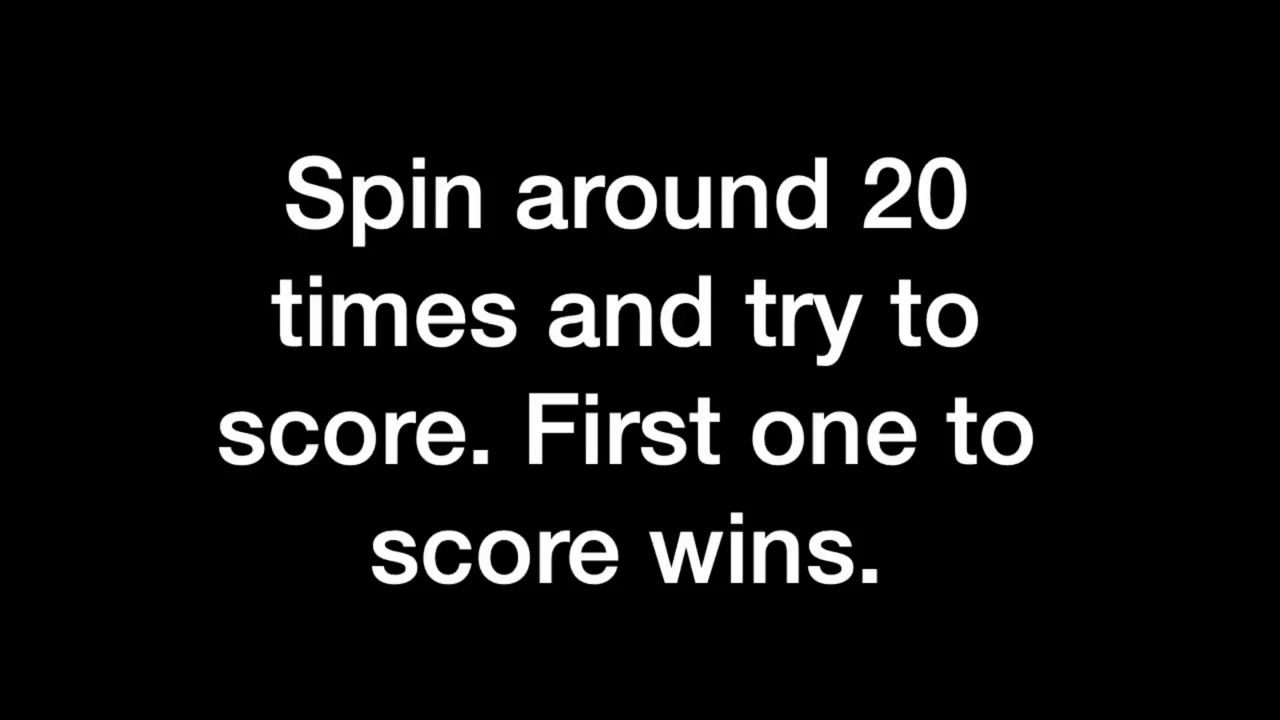 Spin around 20
times and try to
score. First one to
score wins.